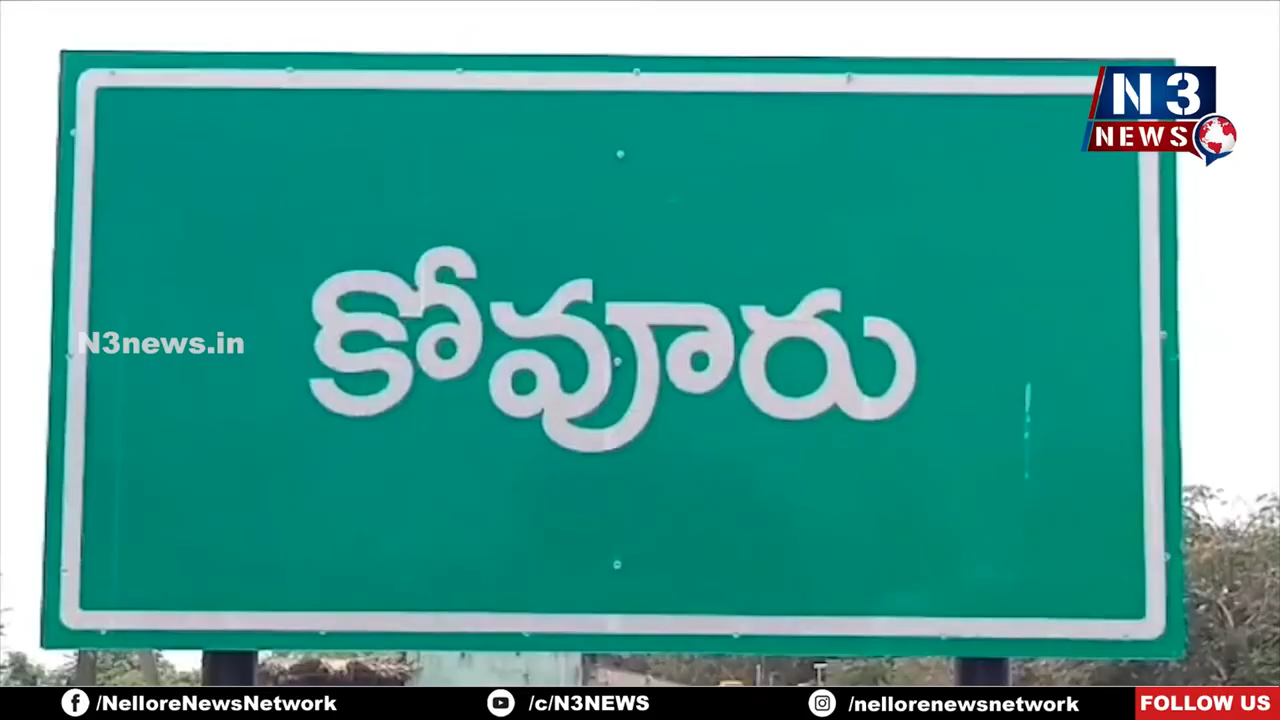 N3
NEWS
కోవూరు
N3news.in
/NelloreNewsNetwork
/c/N3NEWS
/nellorenewsnetwork
FOLLOW US